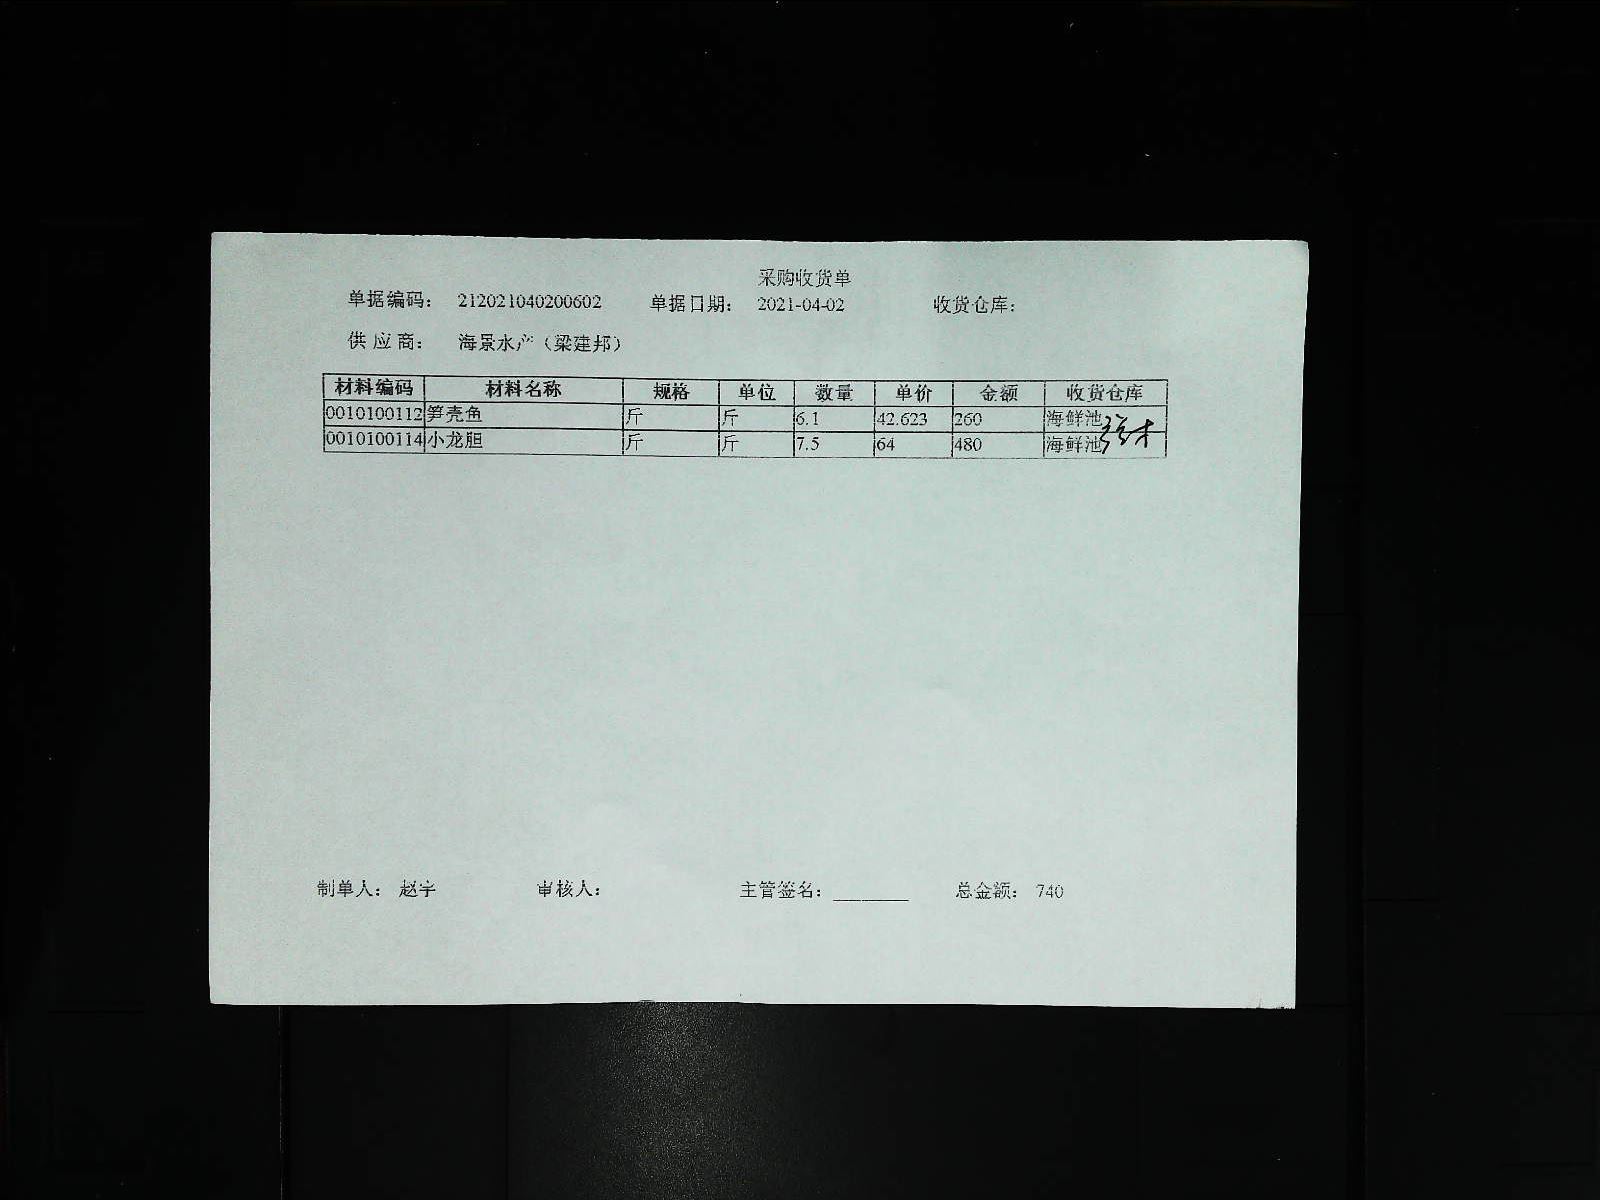 采购收货单
单据编码： 212021040200602 单据日期： 2021-04-02 收货仓库：
供 应 商： 海景水产（梁建邦）
材料编码 材料名称 规格 单位 数量 单价 金额 收货仓库
0010100112 笋壳鱼 斤 斤 6.1 42.623 260 海鲜池
0010100114 小龙胆 斤 斤 7.5 64 480 海鲜池
制单人： 赵宇 审核人： 主管签名： 总金额： 740